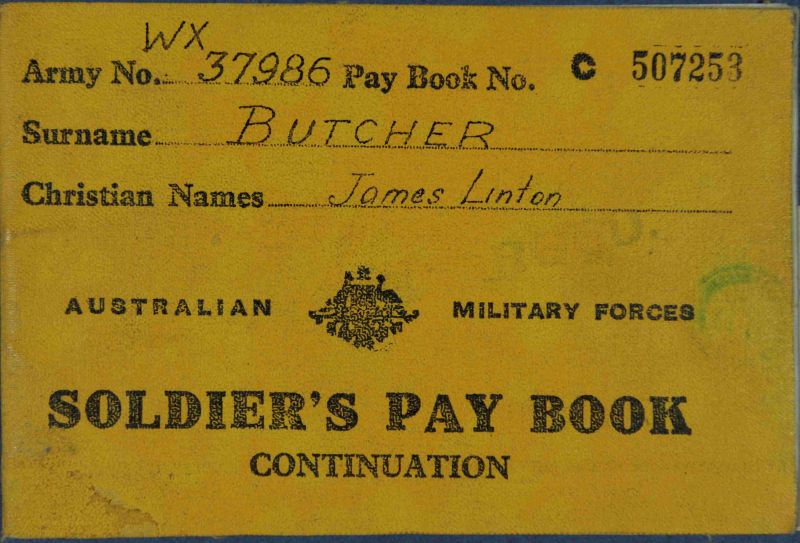 WX
Army No. 37986 Pay Book No. C 507253
Surname BUTCHER
Christian Names James Linton
AUSTRALIAN MILITARY FORCES
SOLDIER'S PAY BOOK
CONTINUATION